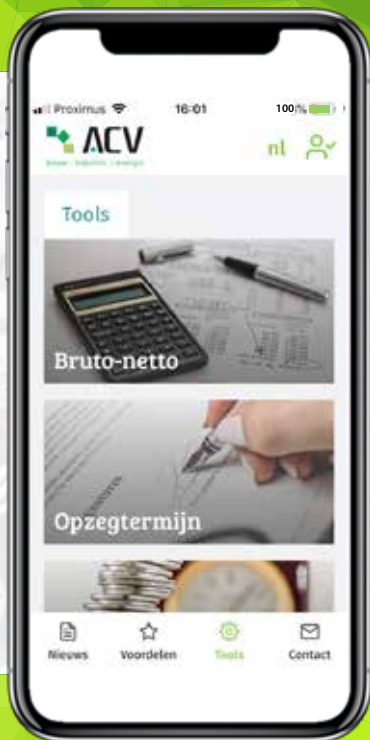 Proximus 16:01 100%
ACV
bouw - industrie & energie
nl
Tools
Bruto-netto
Opzegtermijn
Nieuws Voordelen Tools Contact